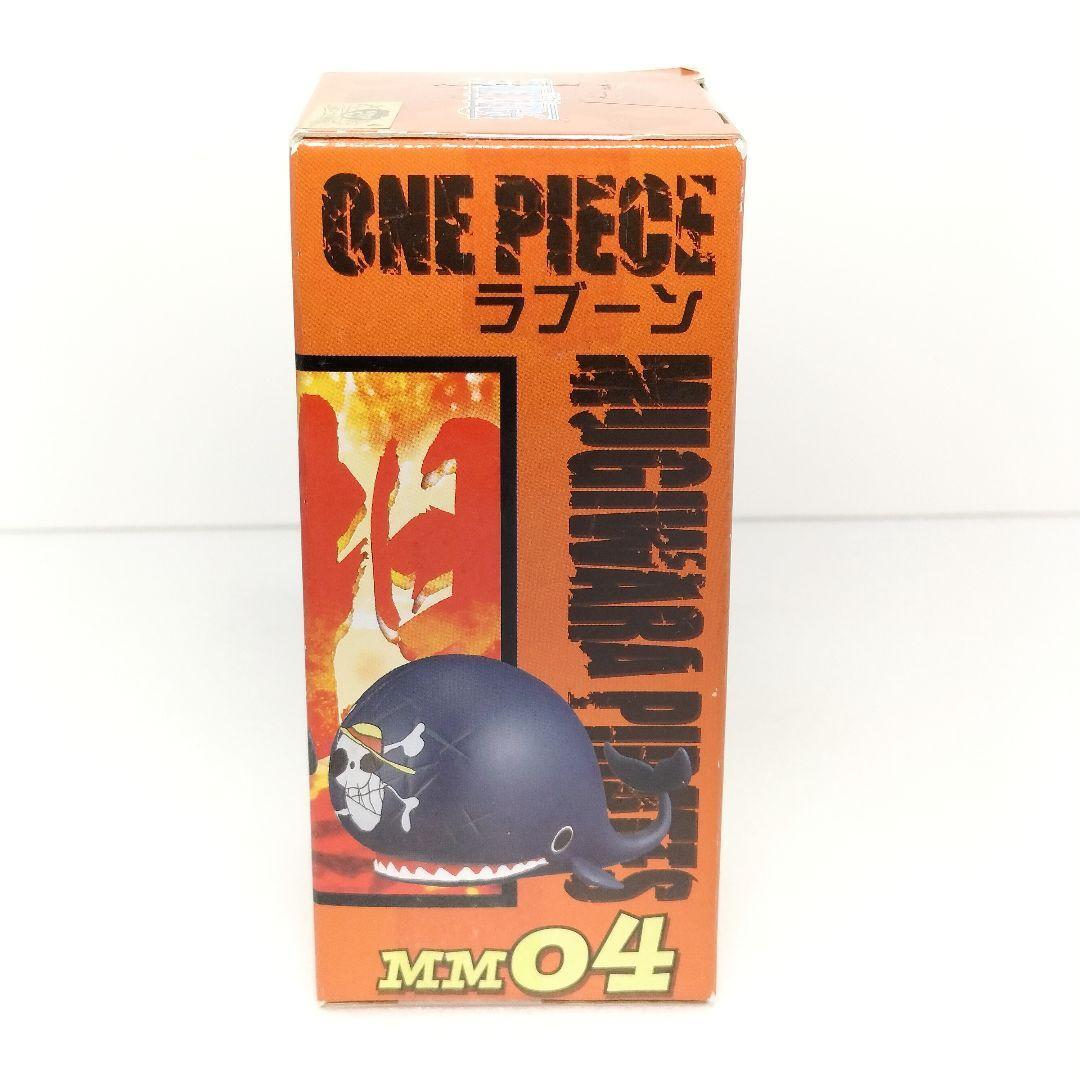 ONE PIECE
ラブーン
MUGIWARA PIRATES
MM04